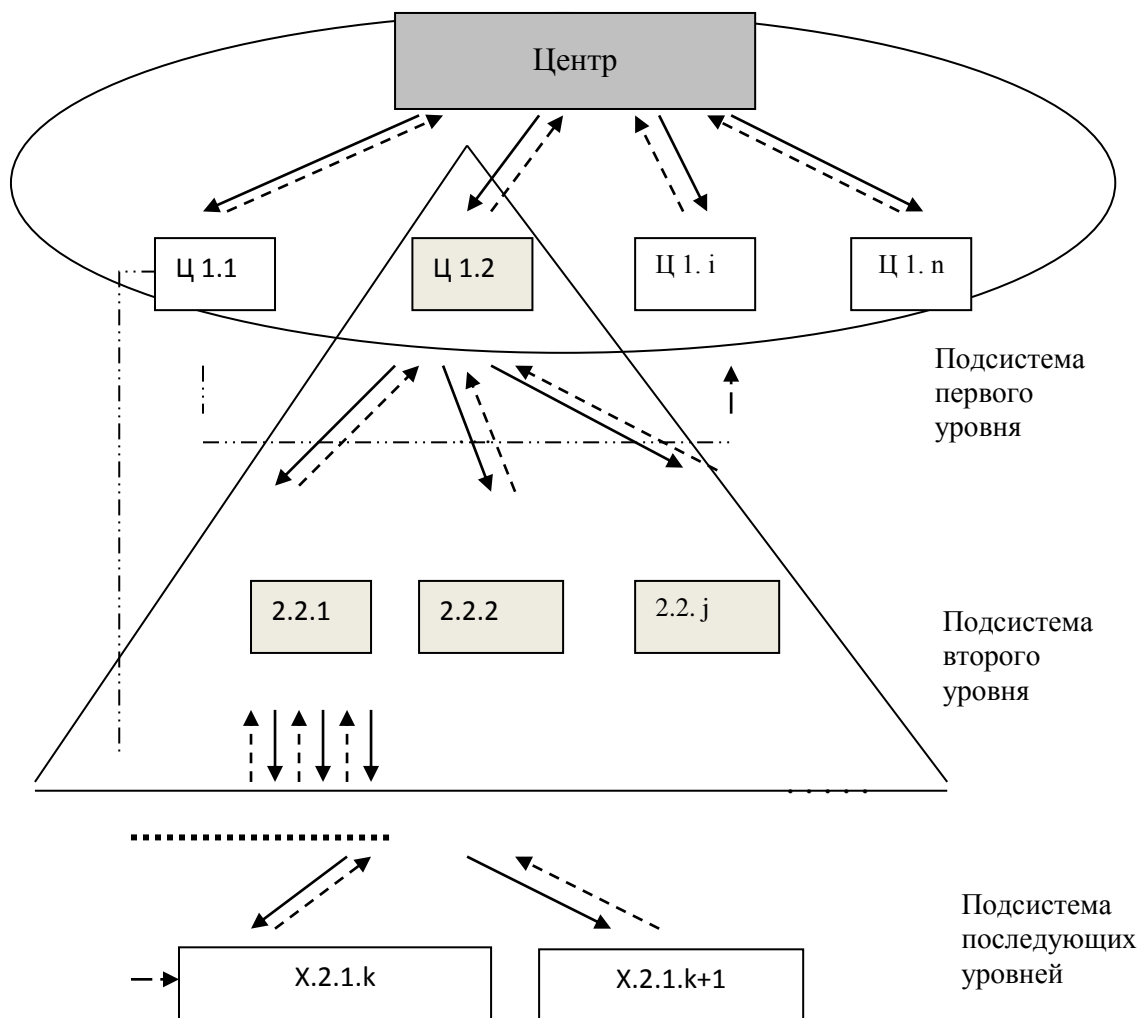 Центр
Ц 1.1
Ц 1.2
Ц 1. i
Ц 1. n
Подсистема
первого
уровня
2.2.1
2.2.2
2.2. j
Подсистема
второго
уровня
Х.2.1.k
Х.2.1.k+1
Подсистема
последующих
уровней